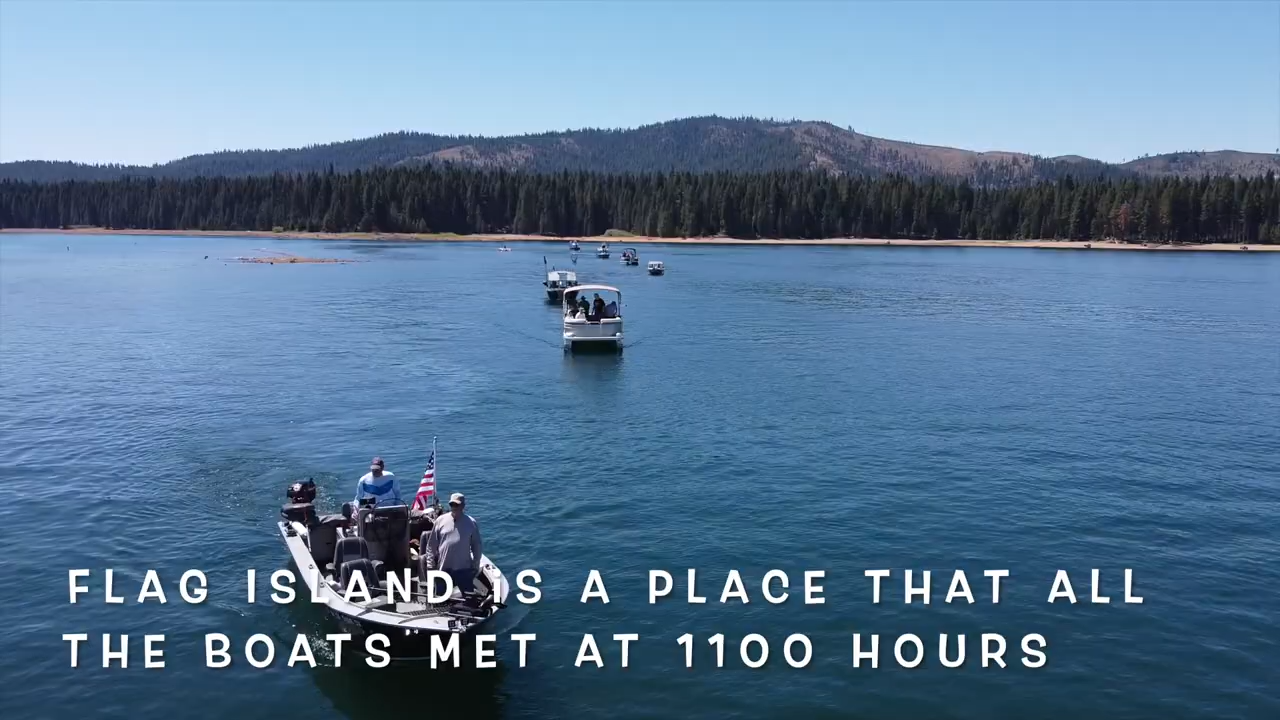 FLAG ISLAND iS A PLACE THAT ALL
THE BOATS MET AT 1100 HOURS